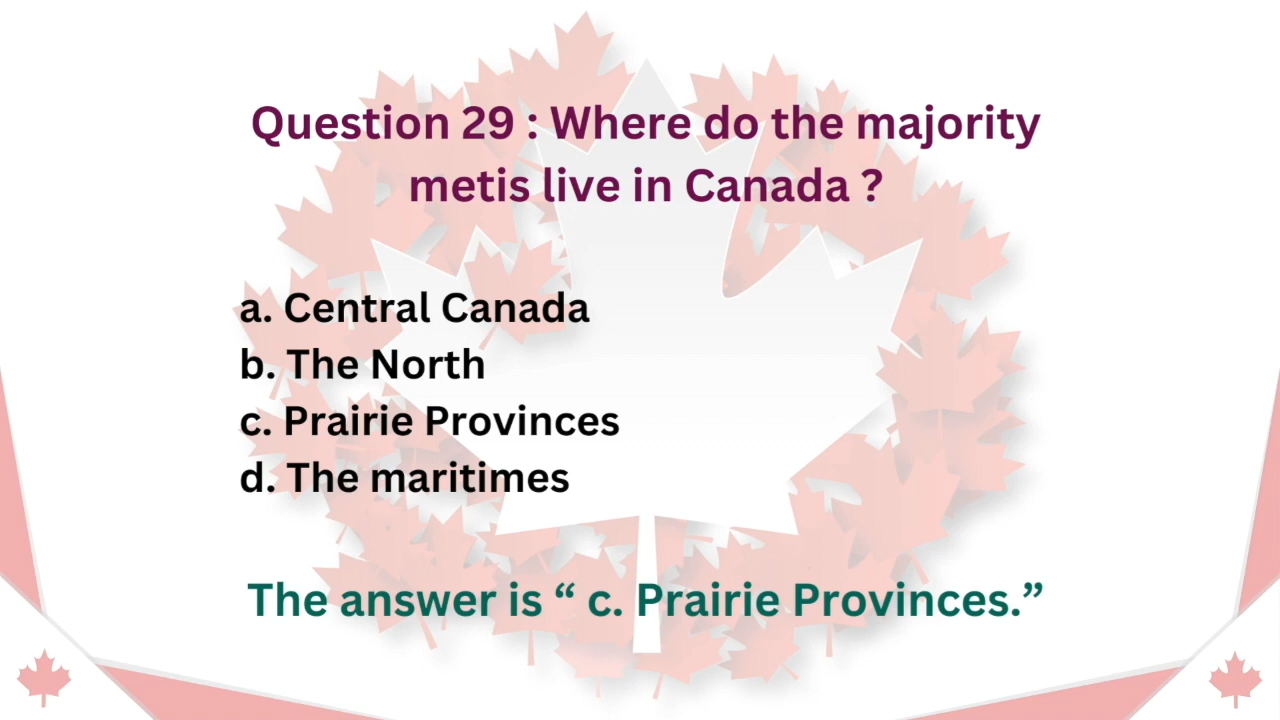 Question 29 : Where do the majority
metis live in Canada ?
a. Central Canada
b. The North
c. Prairie Provinces
d. The maritimes
The answer is “ c. Prairie Provinces.”